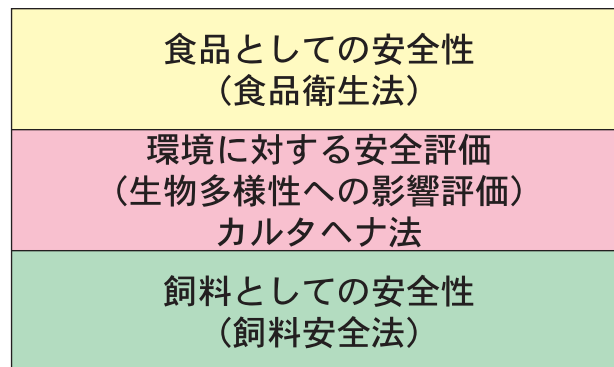 食品としての安全性
（食品衛生法）
環境に対する安全評価
（生物多様性への影響評価）
カルタヘナ法
飼料としての安全性
（飼料安全法）